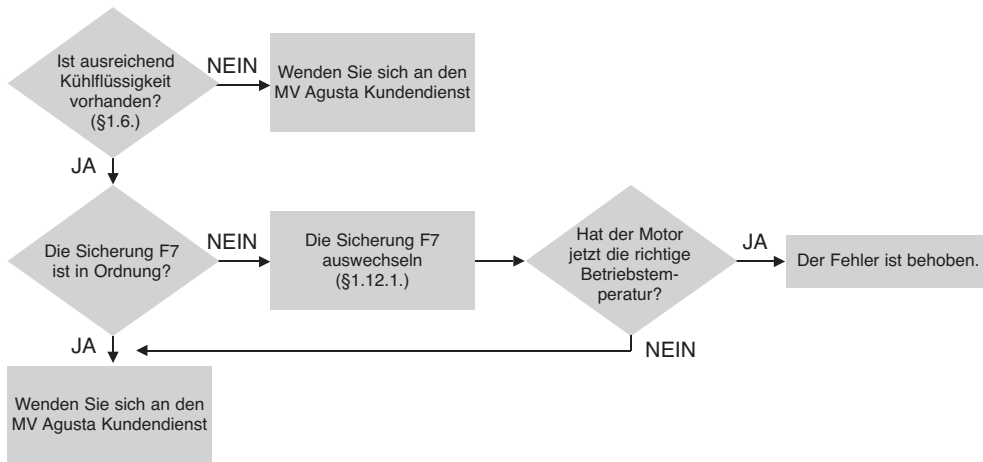 Ist ausreichend
Kühlflüssigkeit
vorhanden?
(§1.6.)
NEIN
Wenden Sie sich an den
MV Agusta Kundendienst
JA
Die Sicherung F7
ist in Ordnung?
NEIN
Die Sicherung F7
auswechseln
(§1.12.1.)
Hat der Motor
jetzt die richtige
Betriebstem-
peratur?
JA
Der Fehler ist behoben.
JA
NEIN
Wenden Sie sich an den
MV Agusta Kundendienst